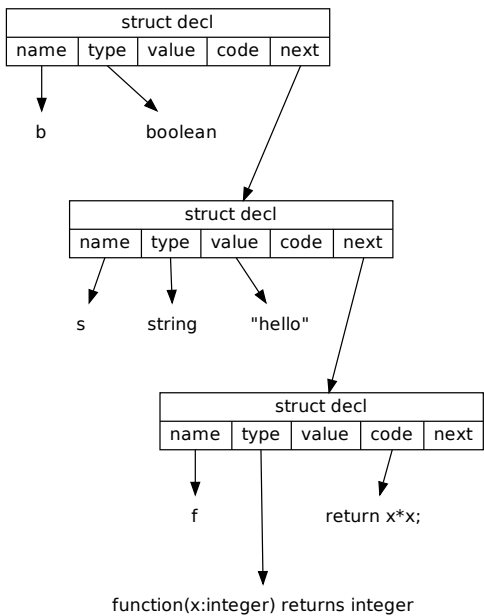 struct decl
name type value code next
b boolean
struct decl
name type value code next
s string "hello"
struct decl
name type value code next
f return x*x;
function(x:integer) returns integer